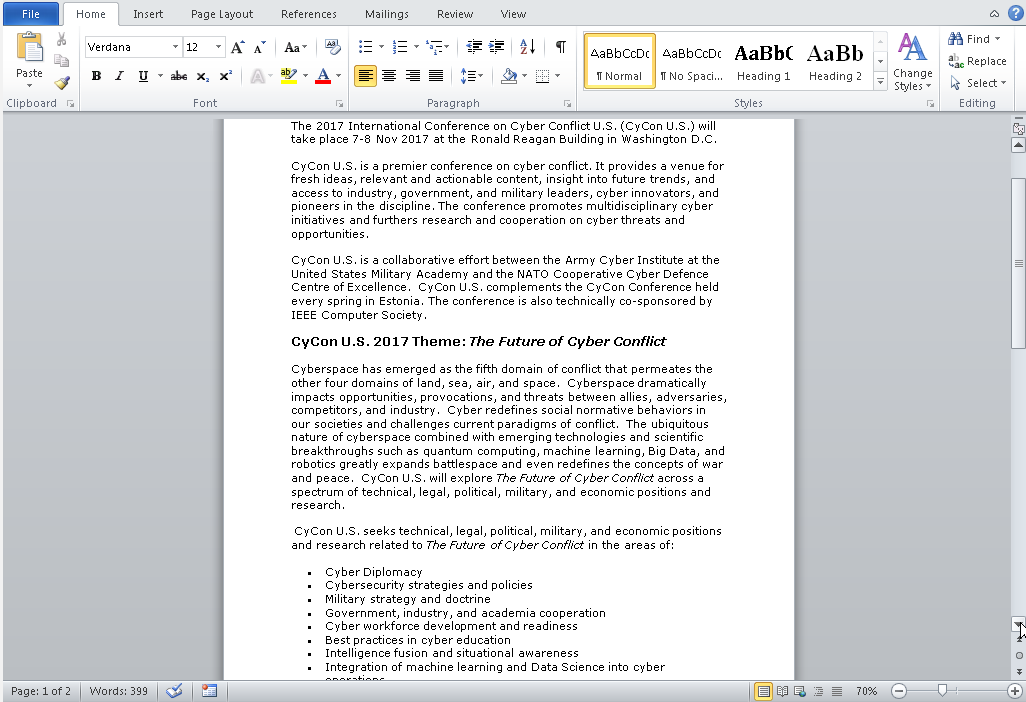 File Home Insert Page Layout References Mailings Review View
Verdana 12 Aa Find
Paste Replace
B I U abc x₂ x² A ab A AaBbCcDc AaBbCcDc AaBbC AaBb Change Styles Select
¶ Normal ¶ No Spaci... Heading 1 Heading 2
Clipboard Font Paragraph Styles Editing
The 2017 International Conference on Cyber Conflict U.S. (CyCon U.S.) will
take place 7-8 Nov 2017 at the Ronald Reagan Building in Washington D.C.
CyCon U.S. is a premier conference on cyber conflict. It provides a venue for
fresh ideas, relevant and actionable content, insight into future trends, and
access to industry, government, and military leaders, cyber innovators, and
pioneers in the discipline. The conference promotes multidisciplinary cyber
initiatives and furthers research and cooperation on cyber threats and
opportunities.
CyCon U.S. is a collaborative effort between the Army Cyber Institute at the
United States Military Academy and the NATO Cooperative Cyber Defence
Centre of Excellence.  CyCon U.S. complements the CyCon Conference held
every spring in Estonia. The conference is also technically co-sponsored by
IEEE Computer Society.
CyCon U.S. 2017 Theme: The Future of Cyber Conflict
Cyberspace has emerged as the fifth domain of conflict that permeates the
other four domains of land, sea, air, and space.  Cyberspace dramatically
impacts opportunities, provocations, and threats between allies, adversaries,
competitors, and industry.  Cyber redefines social normative behaviors in
our societies and challenges current paradigms of conflict.  The ubiquitous
nature of cyberspace combined with emerging technologies and scientific
breakthroughs such as quantum computing, machine learning, Big Data, and
robotics greatly expands battlespace and even redefines the concepts of war
and peace.  CyCon U.S. will explore The Future of Cyber Conflict across a
spectrum of technical, legal, political, military, and economic positions and
research.
CyCon U.S. seeks technical, legal, political, military, and economic positions
and research related to The Future of Cyber Conflict in the areas of:
• Cyber Diplomacy
• Cybersecurity strategies and policies
• Military strategy and doctrine
• Government, industry, and academia cooperation
• Cyber workforce development and readiness
• Best practices in cyber education
• Intelligence fusion and situational awareness
• Integration of machine learning and Data Science into cyber
operations
Page: 1 of 2 Words: 399 70%